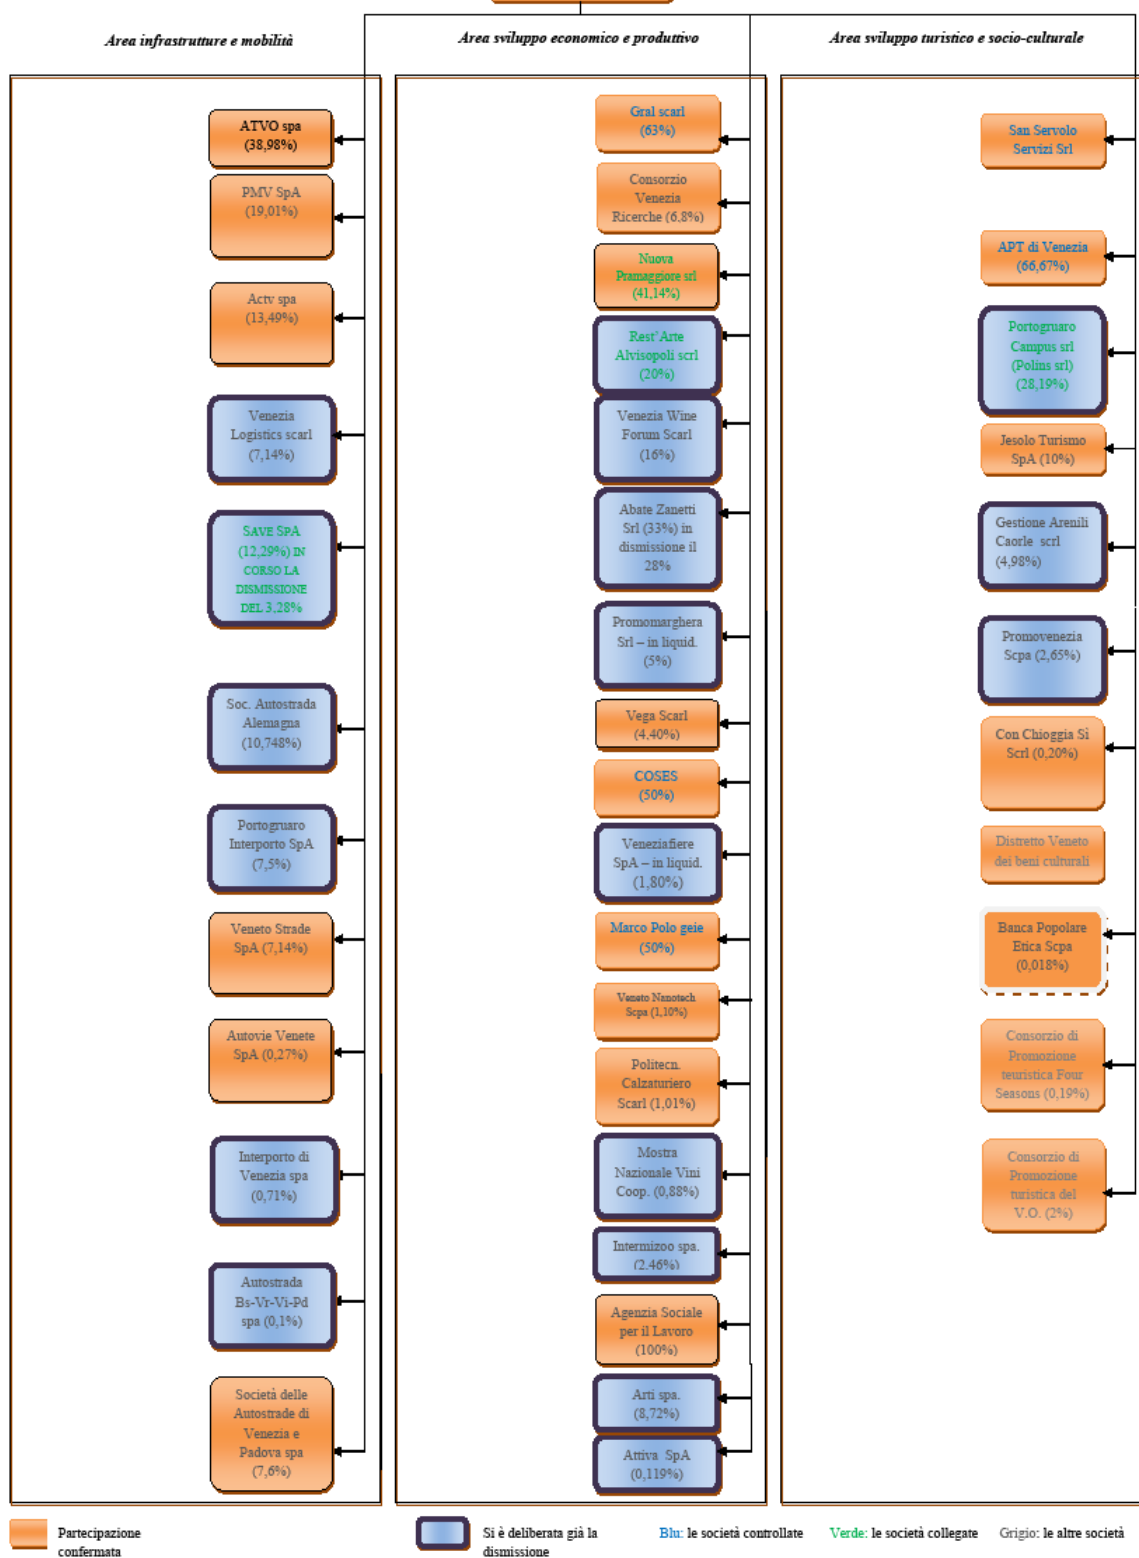 Area infrastrutture e mobilità
ATVO spa
(38,98%)
PMV SpA
(19,01%)
Actv spa
(13,49%)
Venezia
Logistics scarl
(7,14%)
SAVE SPA
(12,29%) IN
CORSO LA
DISMISSIONE
DEL 3,28%
Soc. Autostrada
Alemagna
(10,748%)
Portogruaro
Interporto SpA
(7,5%)
Veneto Strade
SpA (7,14%)
Autovie Venete
SpA (0,27%)
Interporto di
Venezia spa
(0,71%)
Autostrada
Bs-Vr-Vi-Pd
spa (0,1%)
Società delle
Autostrade di
Venezia e
Padova spa
(7,6%)
Area sviluppo economico e produttivo
Gral scarl
(63%)
Consorzio
Venezia
Ricerche (6,8%)
Nuova
Pramaggiore srl
(41,14%)
Rest'Arte
Alvisopoli scrl
(20%)
Venezia Wine
Forum Scarl
(16%)
Abate Zanetti
Srl (33%) in
dismissione il
28%
Promomarghera
Srl – in liquid.
(5%)
Vega Scarl
(4,40%)
COSES
(50%)
Veneziafiere
SpA – in liquid.
(1,80%)
Marco Polo geie
(50%)
Veneto Nanotech
Scpa (1,10%)
Politecn.
Calzaturiero
Scarl (1,01%)
Mostra
Nazionale Vini
Coop. (0,88%)
Intermizoo spa.
(2,46%)
Agenzia Sociale
per il Lavoro
(100%)
Arti spa.
(8,72%)
Attiva SpA
(0,119%)
Area sviluppo turistico e socio-culturale
San Servolo
Servizi Srl
APT di Venezia
(66,67%)
Portogruaro
Campus srl
(Polins srl)
(28,19%)
Jesolo Turismo
SpA (10%)
Gestione Arenili
Caorle scrl
(4,98%)
Promovenezia
Scpa (2,65%)
Con Chioggia Sì
Scrl (0,20%)
Distretto Veneto
dei beni culturali
Banca Popolare
Etica Scpa
(0,018%)
Consorzio di
Promozione
teuristica Four
Seasons (0,19%)
Consorzio di
Promozione
turistica del
V.O. (2%)
Partecipazione
confermata
Si è deliberata già la
dismissione
Blu: le società controllate
Verde: le società collegate
Grigio: le altre società